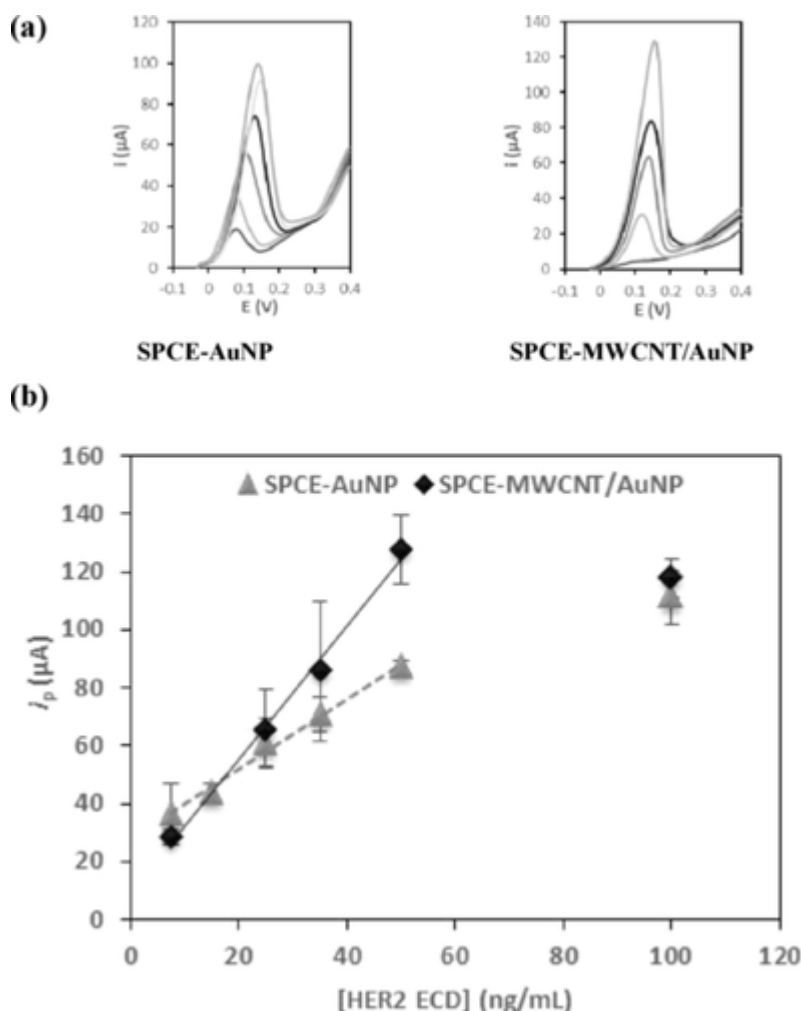 (a)
120
100
80
60
40
20
0
I (µA)
-0.1 0 0.1 0.2 0.3 0.4
E (V)
SPCE-AuNP
140
120
100
80
60
40
20
0
i (µA)
-0.1 0 0.1 0.2 0.3 0.4
E (V)
SPCE-MWCNT/AuNP
(b)
SPCE-AuNP SPCE-MWCNT/AuNP
160
140
120
100
80
60
40
20
0
ip (µA)
0 20 40 60 80 100 120
[HER2 ECD] (ng/mL)